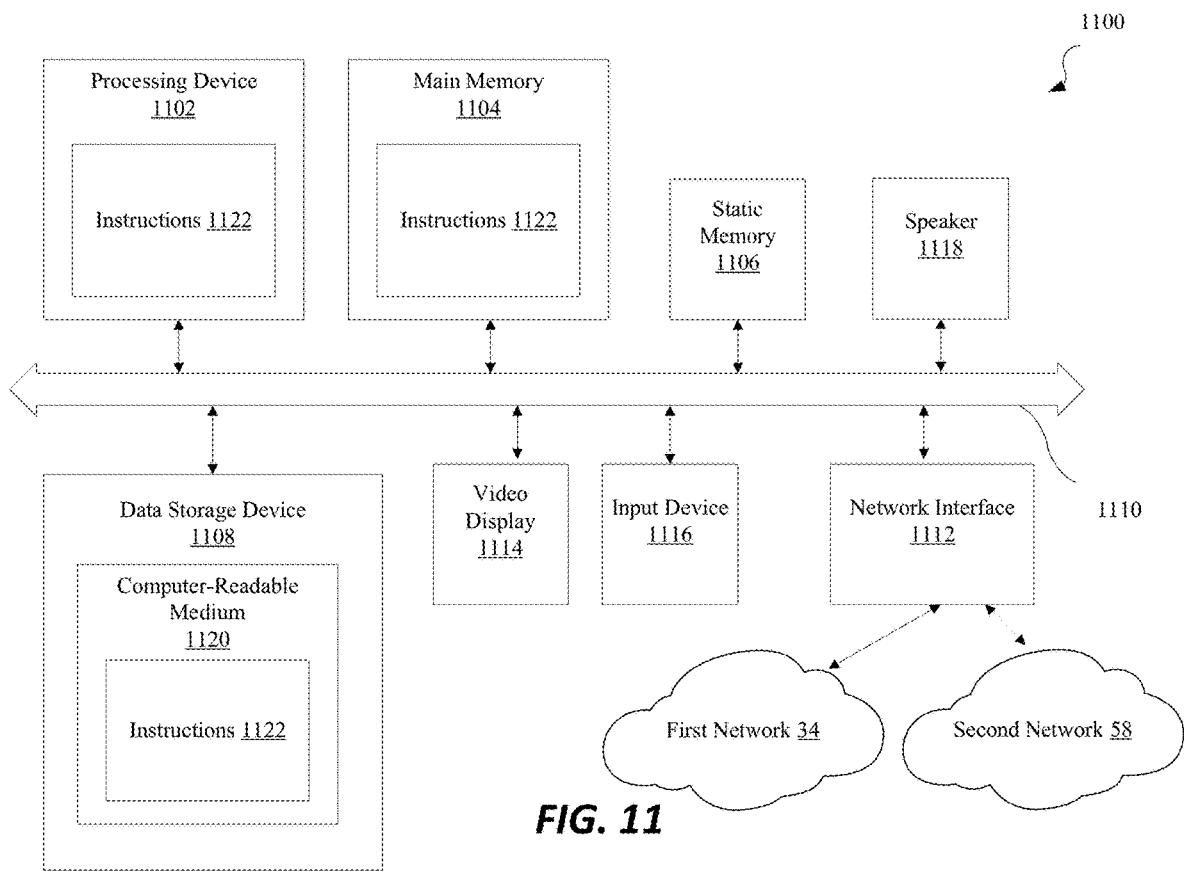 1100
Processing Device
1102
Instructions 1122
Main Memory
1104
Instructions 1122
Static
Memory
1106
Speaker
1118
Data Storage Device
1108
Computer-Readable
Medium
1120
Instructions 1122
Video
Display
1114
Input Device
1116
Network Interface
1112
1110
First Network 34
Second Network 58
FIG. 11